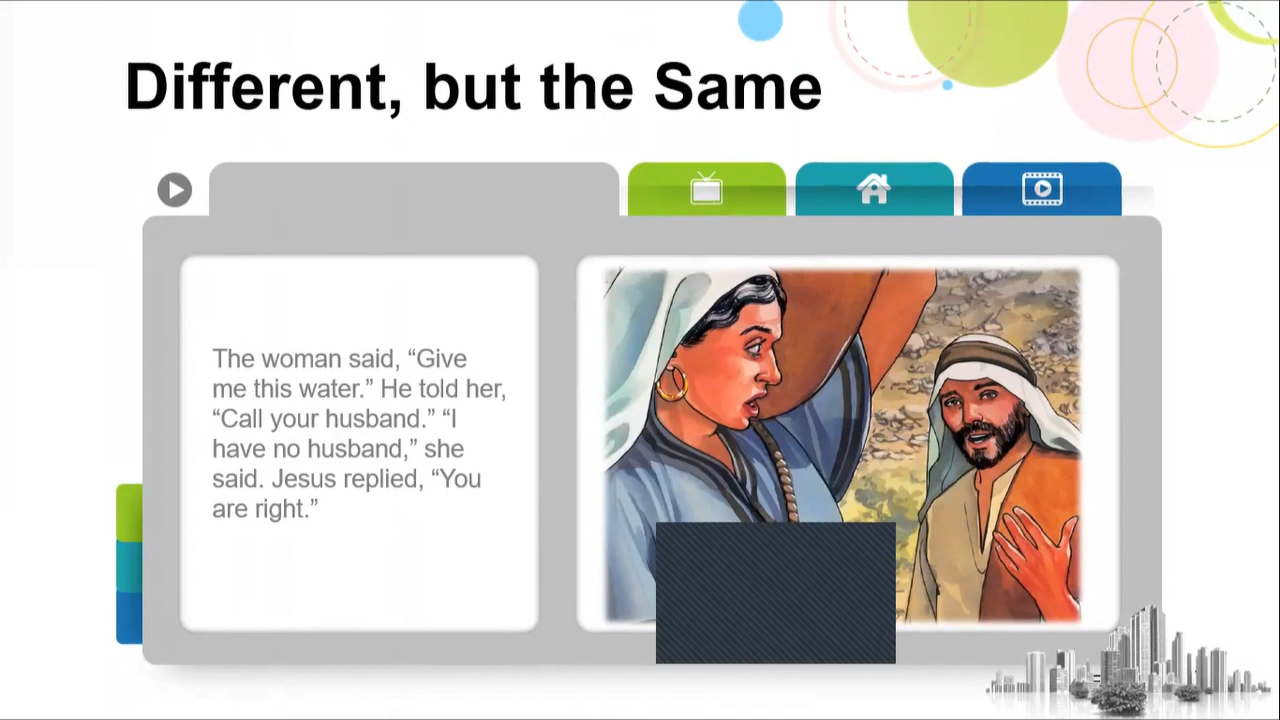 Different, but the Same
The woman said, “Give
me this water.” He told her,
“Call your husband.” “I
have no husband,” she
said. Jesus replied, “You
are right.”